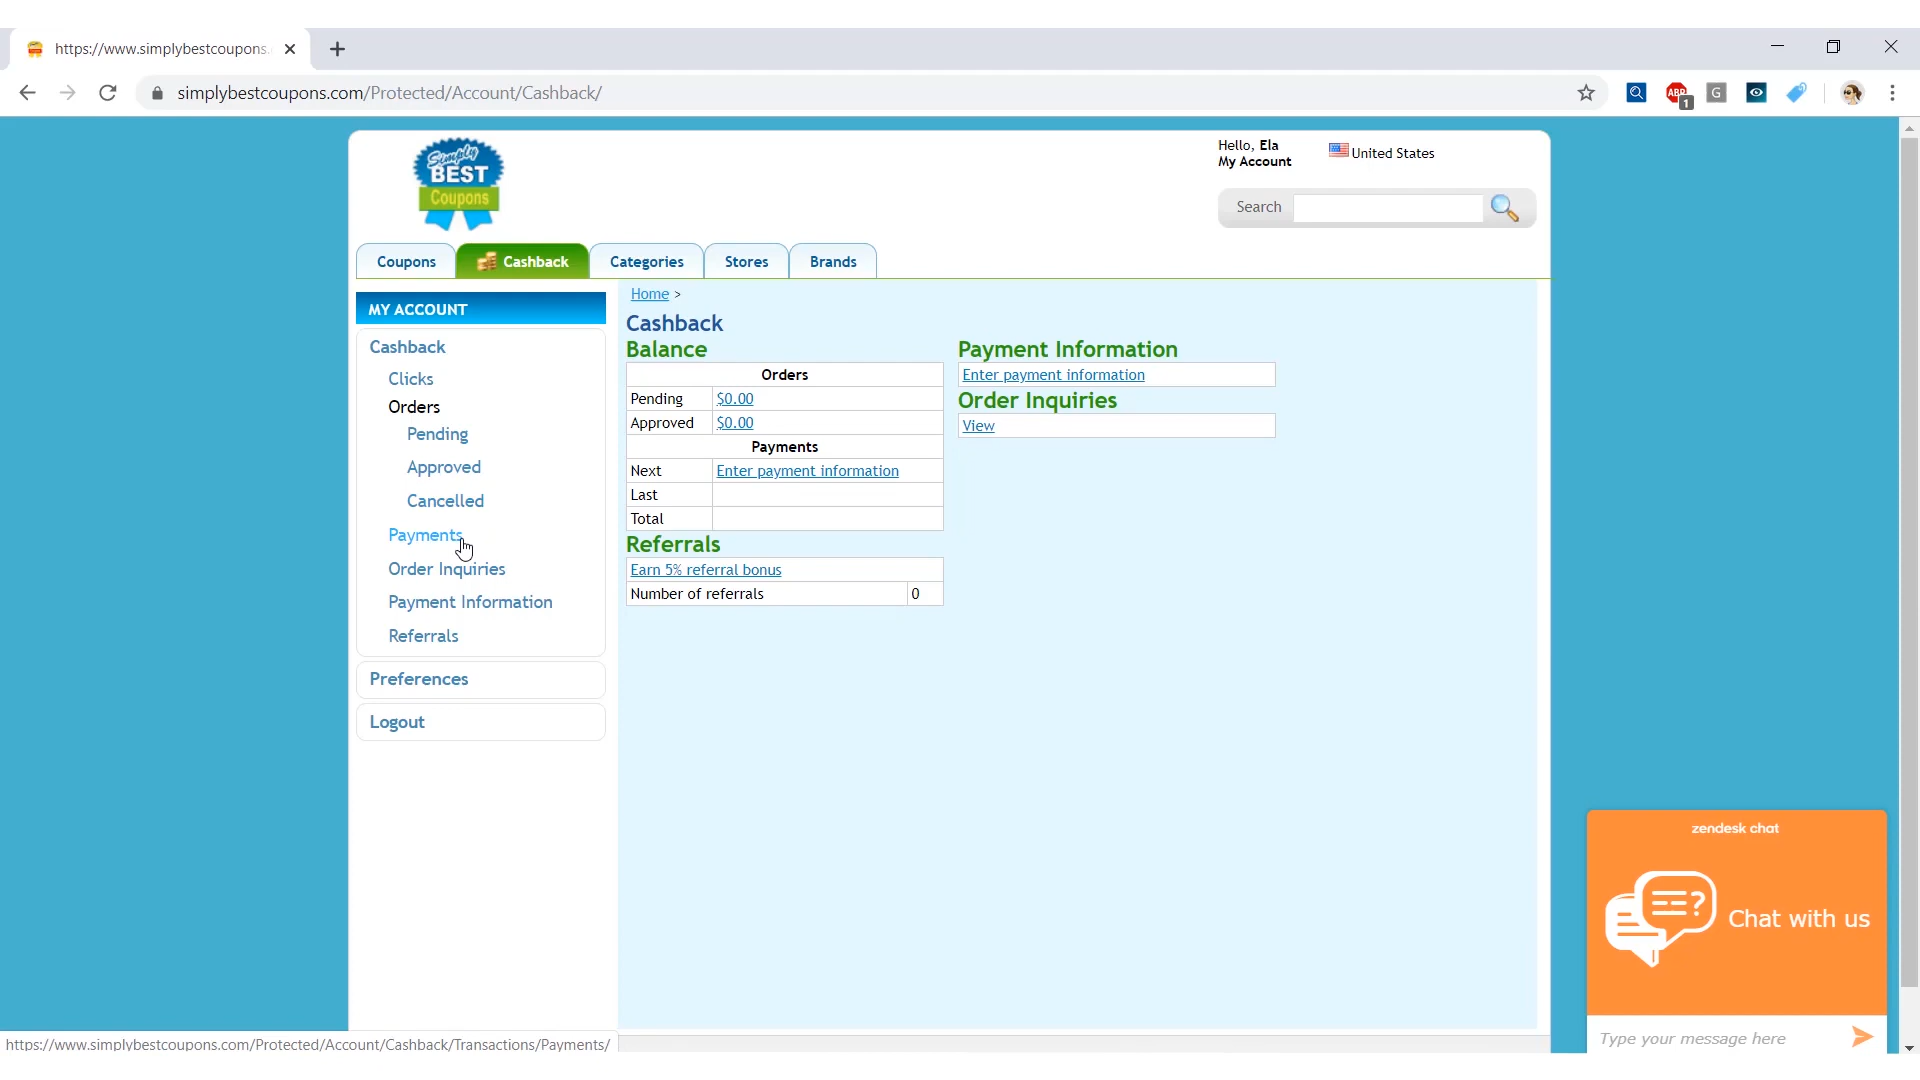 https://www.simplybestcoupons.
simplybestcoupons.com/Protected/Account/Cashback/
ABP
1
G
Simply
BEST
Coupons
Hello, Ela
My Account
United States
Search
Coupons
Cashback
Categories
Stores
Brands
MY ACCOUNT
Cashback
Clicks
Orders
Pending
Approved
Cancelled
Payments
Order Inquiries
Payment Information
Referrals
Preferences
Logout
Home >
Cashback
Balance
Orders
Pending $0.00
Approved $0.00
Payments
Next Enter payment information
Last
Total
Referrals
Earn 5% referral bonus
Number of referrals 0
Payment Information
Enter payment information
Order Inquiries
View
zendesk chat
Chat with us
Type your message here
https://www.simplybestcoupons.com/Protected/Account/Cashback/Transactions/Payments/